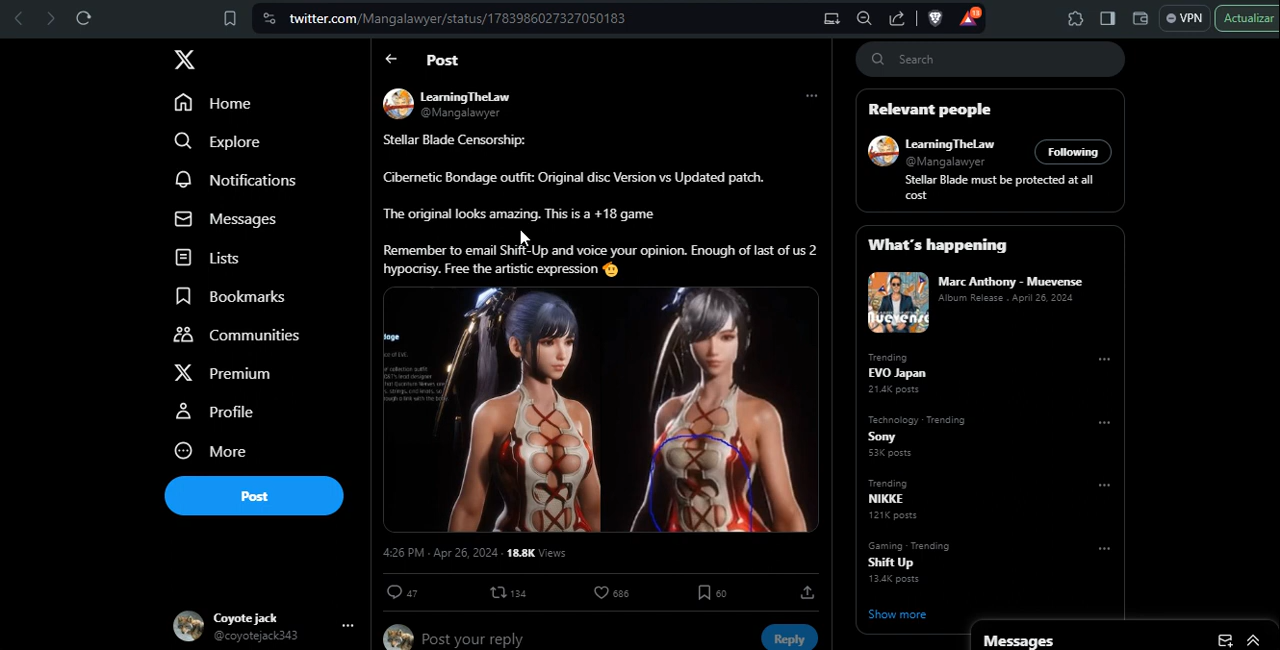 twitter.com/Mangalawyer/status/1783986027327050183
13
VPN
Actualizar
Home
Explore
Notifications
Messages
Lists
Bookmarks
Communities
Premium
Profile
More
Post
Coyote jack
@coyotejack343
Post
LearningTheLaw
@Mangalawyer
Stellar Blade Censorship:
Cibernetic Bondage outfit: Original disc Version vs Updated patch.
The original looks amazing. This is a +18 game
Remember to email Shift-Up and voice your opinion. Enough of last of us 2
hypocrisy. Free the artistic expression
4:26 PM · Apr 26, 2024 · 18.8K Views
47
134
686
60
Post your reply
Reply
Search
Relevant people
LearningTheLaw
@Mangalawyer
Following
Stellar Blade must be protected at all
cost
What's happening
Marc Anthony - Muevense
Album Release . April 26, 2024
Trending
EVO Japan
21.4K posts
Technology · Trending
Sony
53K posts
Trending
NIKKE
121K posts
Gaming · Trending
Shift Up
13.4K posts
Show more
Messages